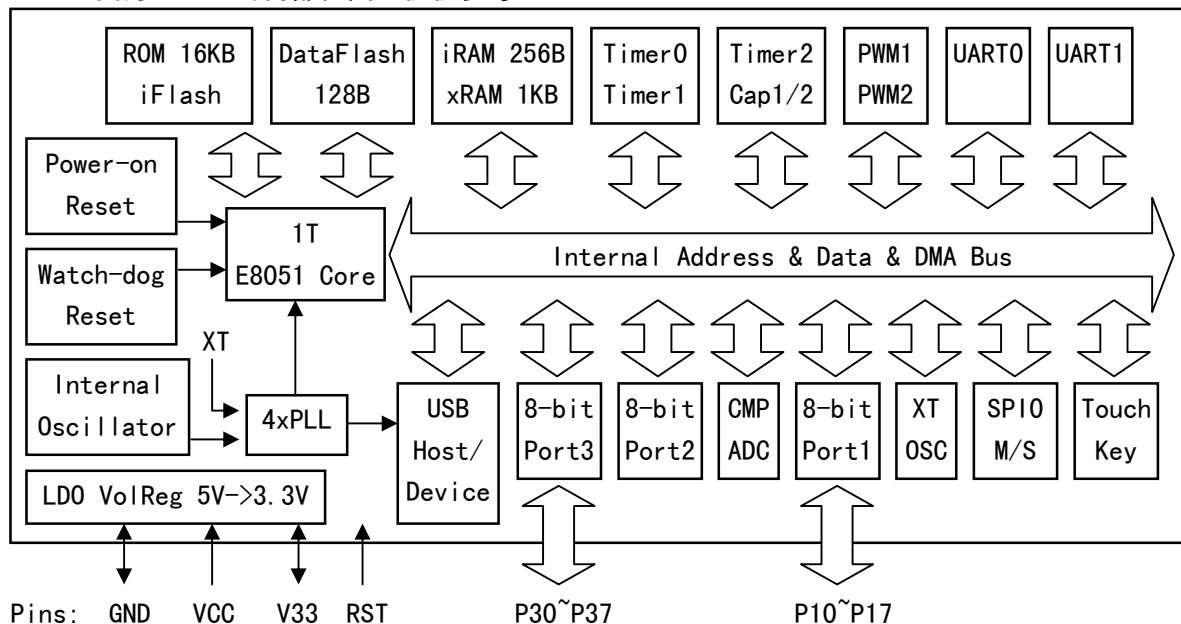 ROM 16KB
iFlash
DataFlash
128B
iRAM 256B
xRAM 1KB
Timer0
Timer1
Timer2
Cap1/2
PWM1
PWM2
UART0
UART1
Power-on
Reset
1T
E8051 Core
Internal Address & Data & DMA Bus
Watch-dog
Reset
XT
Internal
Oscillator
4xPLL
USB
Host/
Device
8-bit
Port3
8-bit
Port2
CMP
ADC
8-bit
Port1
XT
OSC
SPI0
M/S
Touch
Key
LDO VolReg 5V->3.3V
Pins: GND VCC V33 RST P30~P37 P10~P17